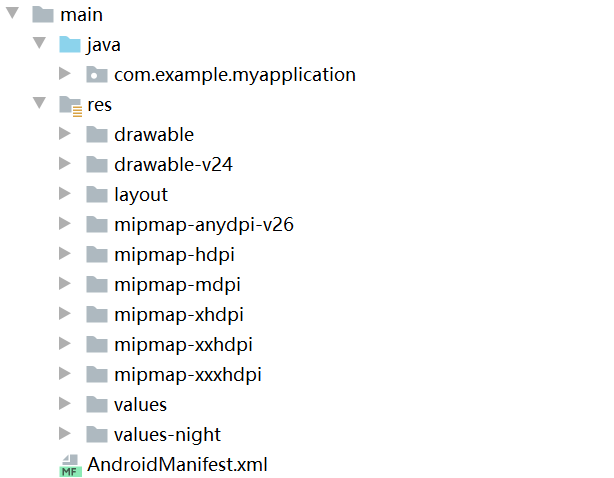 main
java
com.example.myapplication
res
drawable
drawable-v24
layout
mipmap-anydpi-v26
mipmap-hdpi
mipmap-mdpi
mipmap-xhdpi
mipmap-xxhdpi
mipmap-xxxhdpi
values
values-night
MF AndroidManifest.xml